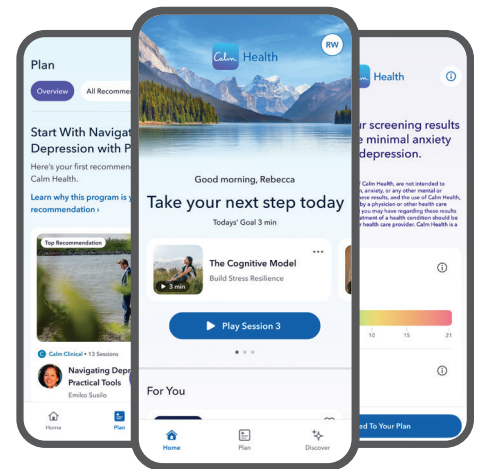 Plan
Overview
All Recomme
Start With Navigat
Depression with P
Here's your first recommen
Calm Health.
Learn why this program is y
recommendation ›
Top Recommendation
Calm Clinical • 13 Sessions
Navigating Depr
Practical Tools
Emiko Susilo
Home
Plan
RW
Calm Health
Good morning, Rebecca
Take your next step today
Todays' Goal 3 min
3 min
The Cognitive Model
Build Stress Resilience
Play Session 3
For You
Home
Plan
Discover
Health
ur screening results
e minimal anxiety
depression.
f Calm Health, are not intended to
n, anxiety, or any other mental or
hese results, and the use of Calm Health,
by a physician or other health care
you may have regarding these results
atment of a health condition should be
r health care provider. Calm Health is a
10 15 21
ed To Your Plan